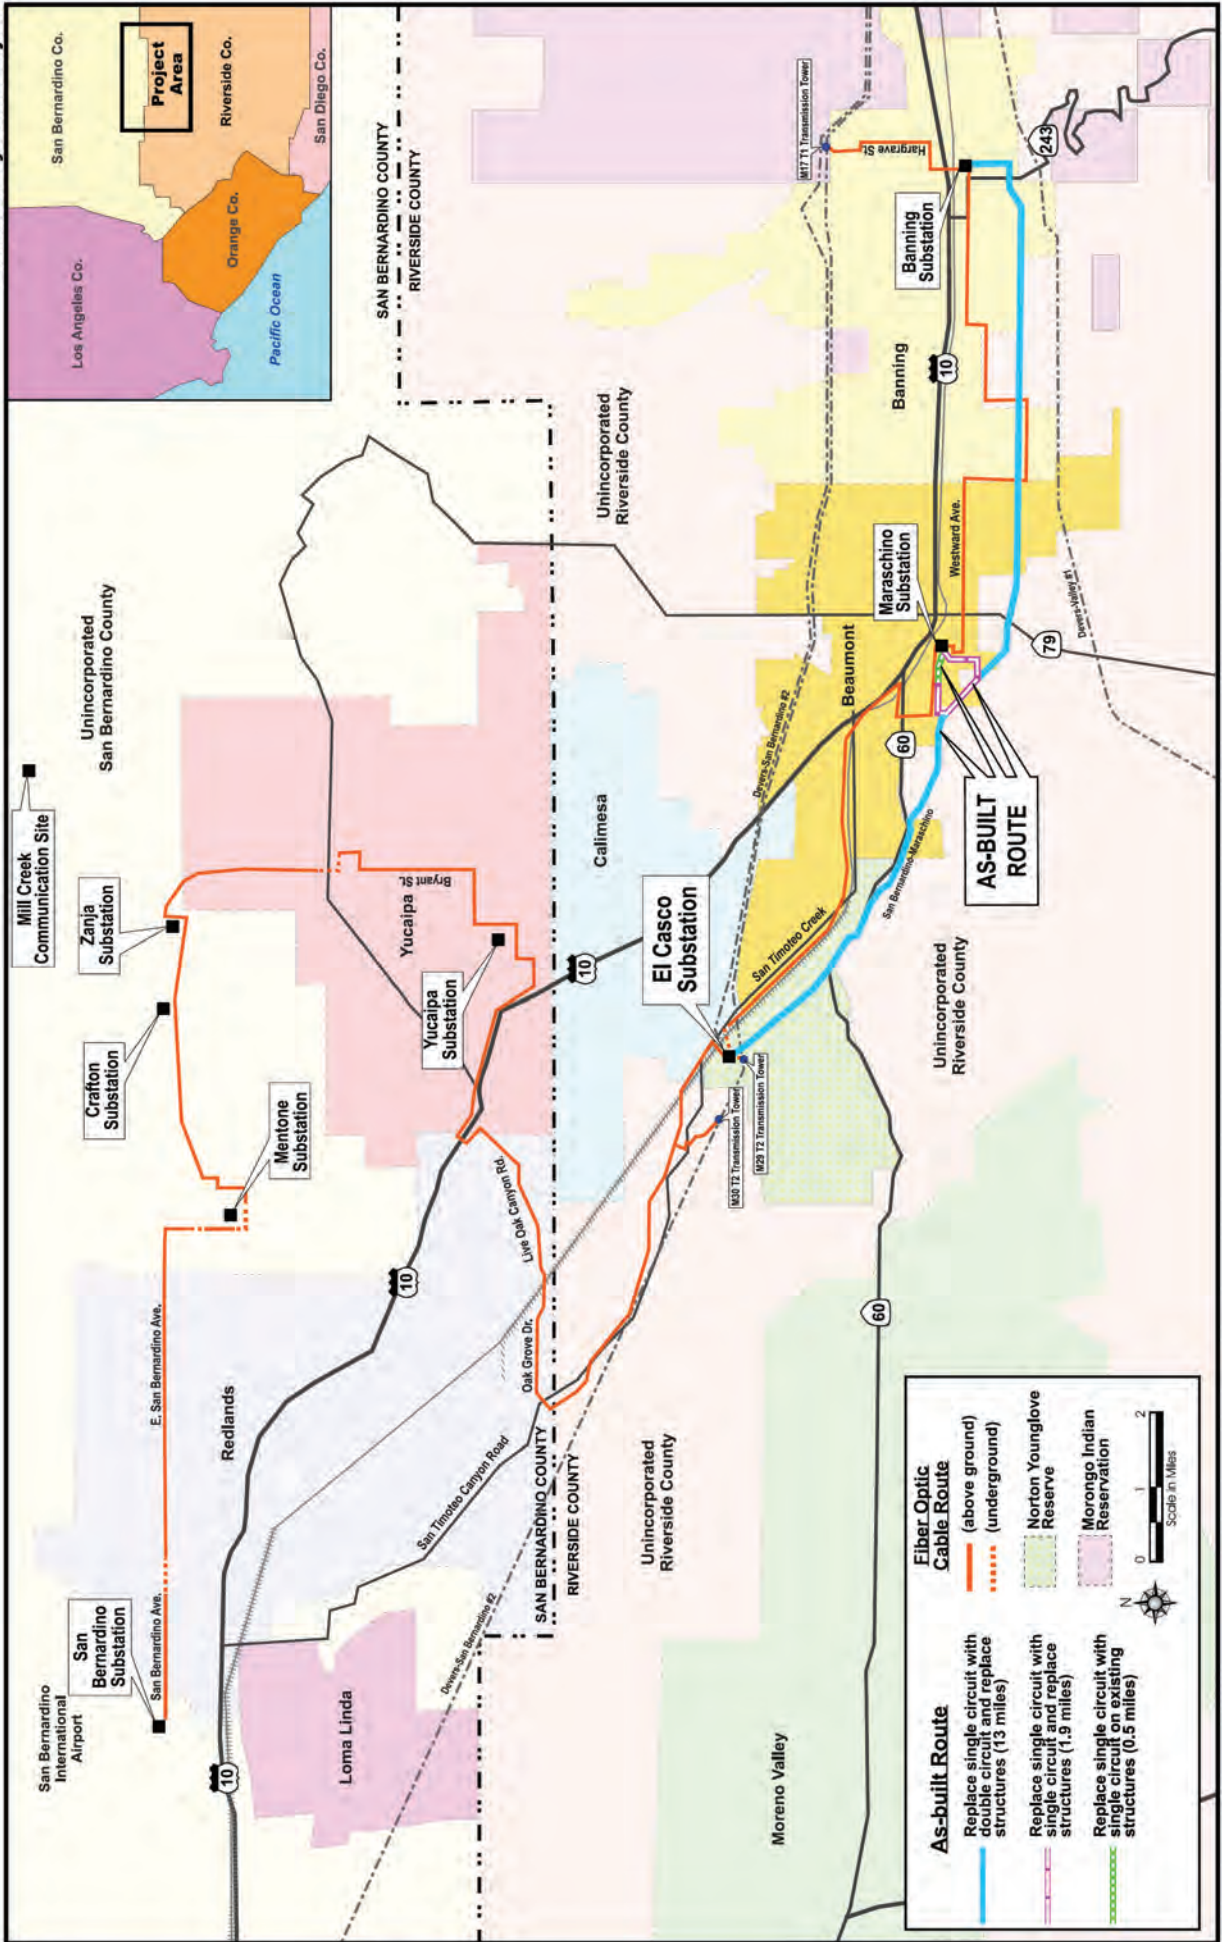 San Bernardino Co.
Los Angeles Co.
Project
Area
Riverside Co.
Orange Co.
San Diego Co.
Pacific Ocean
Mill Creek
Communication Site
Unincorporated
San Bernardino County
Zanja
Substation
Crafton
Substation
Mentone
Substation
San
Bernardino
Substation
San Bernardino
International
Airport
San Bernardino Ave.
E. San Bernardino Ave.
Redlands
10
10
10
10
Loma Linda
San Timoteo Canyon Road
Yucaipa
Bryant St.
Yucaipa
Substation
Live Oak Canyon Rd.
Oak Grove Dr.
SAN BERNARDINO COUNTY
RIVERSIDE COUNTY
SAN BERNARDINO COUNTY
RIVERSIDE COUNTY
Devers-San Bernardino #2
Calimesa
Unincorporated
Riverside County
M17 T1 Transmission Tower
Hargrave St.
Banning
Substation
Banning
243
Devers-San Bernardino #2
El Casco
Substation
San Timoteo Creek
Beaumont
Maraschino
Substation
Westward Ave.
M30 T2 Transmission Tower
M29 T2 Transmission Tower
60
60
79
Devers-Valley #1
San Bernardino-Maraschino
AS-BUILT
ROUTE
Unincorporated
Riverside County
Unincorporated
Riverside County
Moreno Valley
As-built Route
Replace single circuit with
double circuit and replace
structures (13 miles)
Replace single circuit with
single circuit and replace
structures (1.9 miles)
Replace single circuit with
single circuit on existing
structures (0.5 miles)
Fiber Optic
Cable Route
(above ground)
(underground)
Norton Younglove
Reserve
Morongo Indian
Reservation
N
0 1 2
Scale in Miles